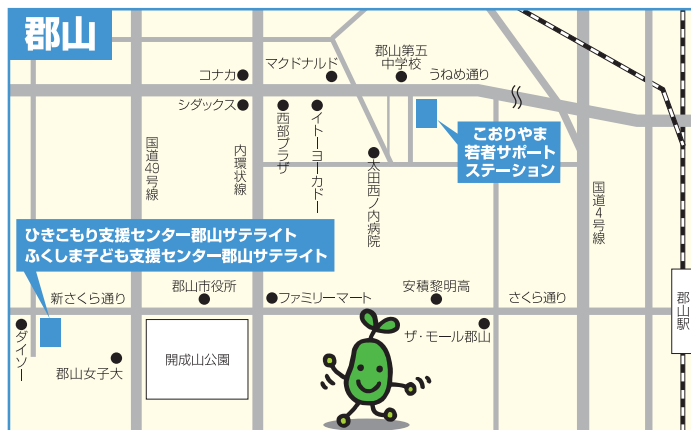 郡山
コナカ
マクドナルド
郡山第五
中学校
うねめ通り
シダックス
西部プラザ
イトーヨーカドー
こおりやま
若者サポート
ステーション
国道49号線
内環状線
太田西ノ内病院
国道4号線
ひきこもり支援センター郡山サテライト
ふくしま子ども支援センター郡山サテライト
新さくら通り
郡山市役所
ファミリーマート
安積黎明高
さくら通り
郡山駅
ダイソー
郡山女子大
開成山公園
ザ・モール郡山